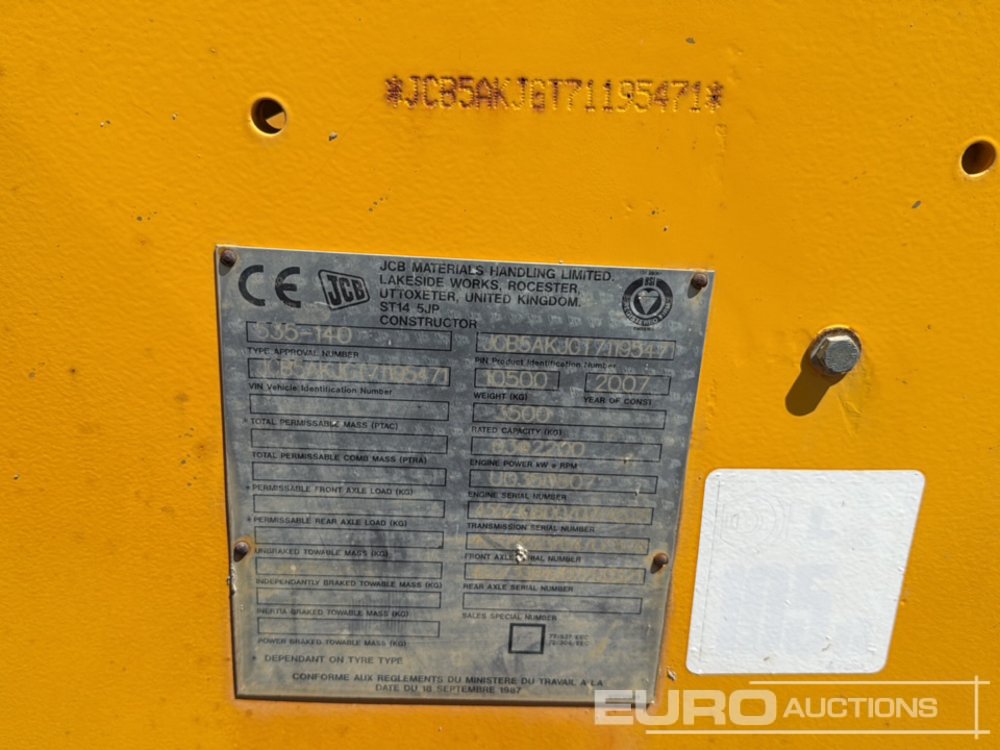 *JCB5AKJGT71195471*
CE
JCB
JCB MATERIALS HANDLING LIMITED.
LAKESIDE WORKS, ROCESTER,
UTTOXETER, UNITED KINGDOM.
ST14 5JP
CONSTRUCTOR
535-140
TYPE APPROVAL NUMBER
JCB5AKJGT71195471
VIN Vehicle Identification Number
* TOTAL PERMISSABLE MASS (PTAC)
TOTAL PERMISSABLE COMB MASS (PTRA)
* PERMISSABLE FRONT AXLE LOAD (KG)
* PERMISSABLE REAR AXLE LOAD (KG)
UNBRAKED TOWABLE MASS (KG)
INDEPENDANTLY BRAKED TOWABLE MASS (KG)
INERTIA BRAKED TOWABLE MASS (KG)
POWER BRAKED TOWABLE MASS (KG)
* DEPENDANT ON TYRE TYPE
BSI
JCB5AKJGT71195471
PIN Product Identification Number
10500 2007
WEIGHT (KG) YEAR OF CONST.
3500
RATED CAPACITY (KG)
ENGINE POWER kW @ RPM
ENGINE SERIAL NUMBER
TRANSMISSION SERIAL NUMBER
FRONT AXLE SERIAL NUMBER
REAR AXLE SERIAL NUMBER
SALES SPECIAL NUMBER
CONFORME AUX REGLEMENTS DU MINISTERE DU TRAVAIL A LA
DATE DU 18 SEPTEMBRE 1987
EURO AUCTIONS